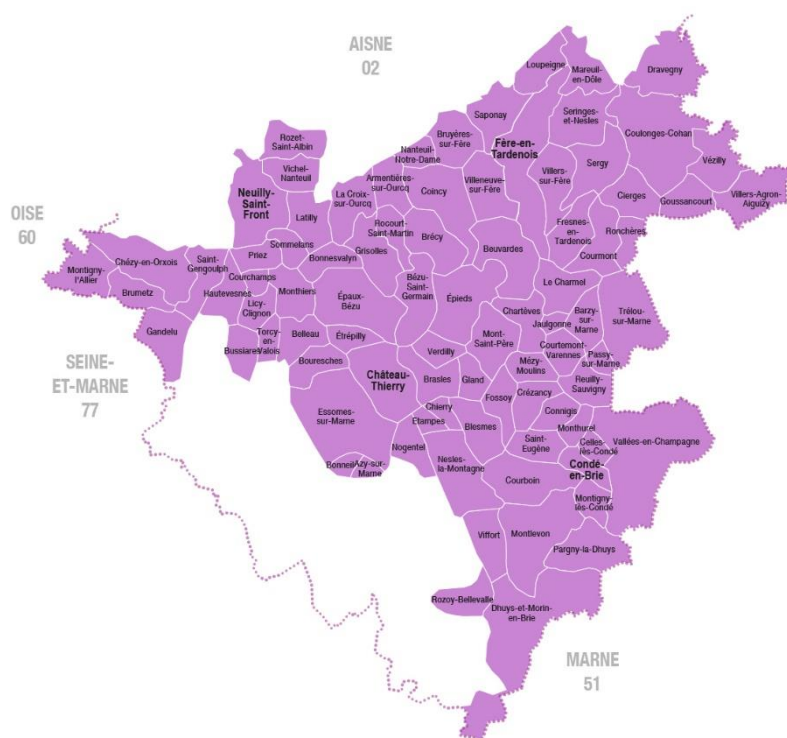 AISNE
02
Loupeigne
Mareuil-
en-Dôle
Dravegny
Saponay
Seringes-
et-Nesles
Bruyères-
sur-Fère
Fère-en-
Tardenois
Coulonges-Cohan
Rozet-
Saint-Albin
Nanteuil-
Notre-Dame
Vézilly
Vichel-
Nanteuil
Armentières-
sur-Ourcq
Coincy
Villeneuve-
sur-Fère
Villers-
sur-Fère
Sergy
Villers-Agron-
Aiguizy
Neuilly-
Saint-
Front
La Croix-
sur-Ourcq
Cierges
Goussancourt
OISE
60
Latilly
Rocourt-
Saint-Martin
Brécy
Fresnes-
en-
Tardenois
Ronchères
Chézy-en-Orxois
Saint-
Gengoulph
Priez
Sommelans
Bonnesvalyn
Grisolles
Beuvardes
Courmont
Montigny-
l'Allier
Brumetz
Hautevesnes
Courchamps
Monthiers
Épaux-
Bézu
Bézu-
Saint-
Germain
Épieds
Le Charmel
Licy-
Clignon
Chartèves
Jaulgonne
Barzy-
sur-
Marne
Trélou-
sur-Marne
Gandelu
Bussiares
Torcy-
en-
Valois
Belleau
Étrépilly
Mont-
Saint-Père
Courtemont-
Varennes
Verdilly
Mézy-
Moulins
Passy-
sur-Marne
SEINE-
ET-MARNE
77
Bouresches
Château-
Thierry
Brasles
Gland
Fossoy
Crézancy
Reuilly-
Sauvigny
Essomes-
sur-Marne
Chierry
Etampes
Blesmes
Connigis
Monthurel
Vallées-en-Champagne
Nogentel
Nesles-
la-Montagne
Saint-
Eugène
Celles-
lès-Condé
Bonneil
Azy-sur-
Marne
Condé-
en-Brie
Courboin
Montigny-
lès-Condé
Viffort
Montlevon
Pargny-la-Dhuys
Rozoy-Bellevalle
Dhuys-et-Morin-
en-Brie
MARNE
51